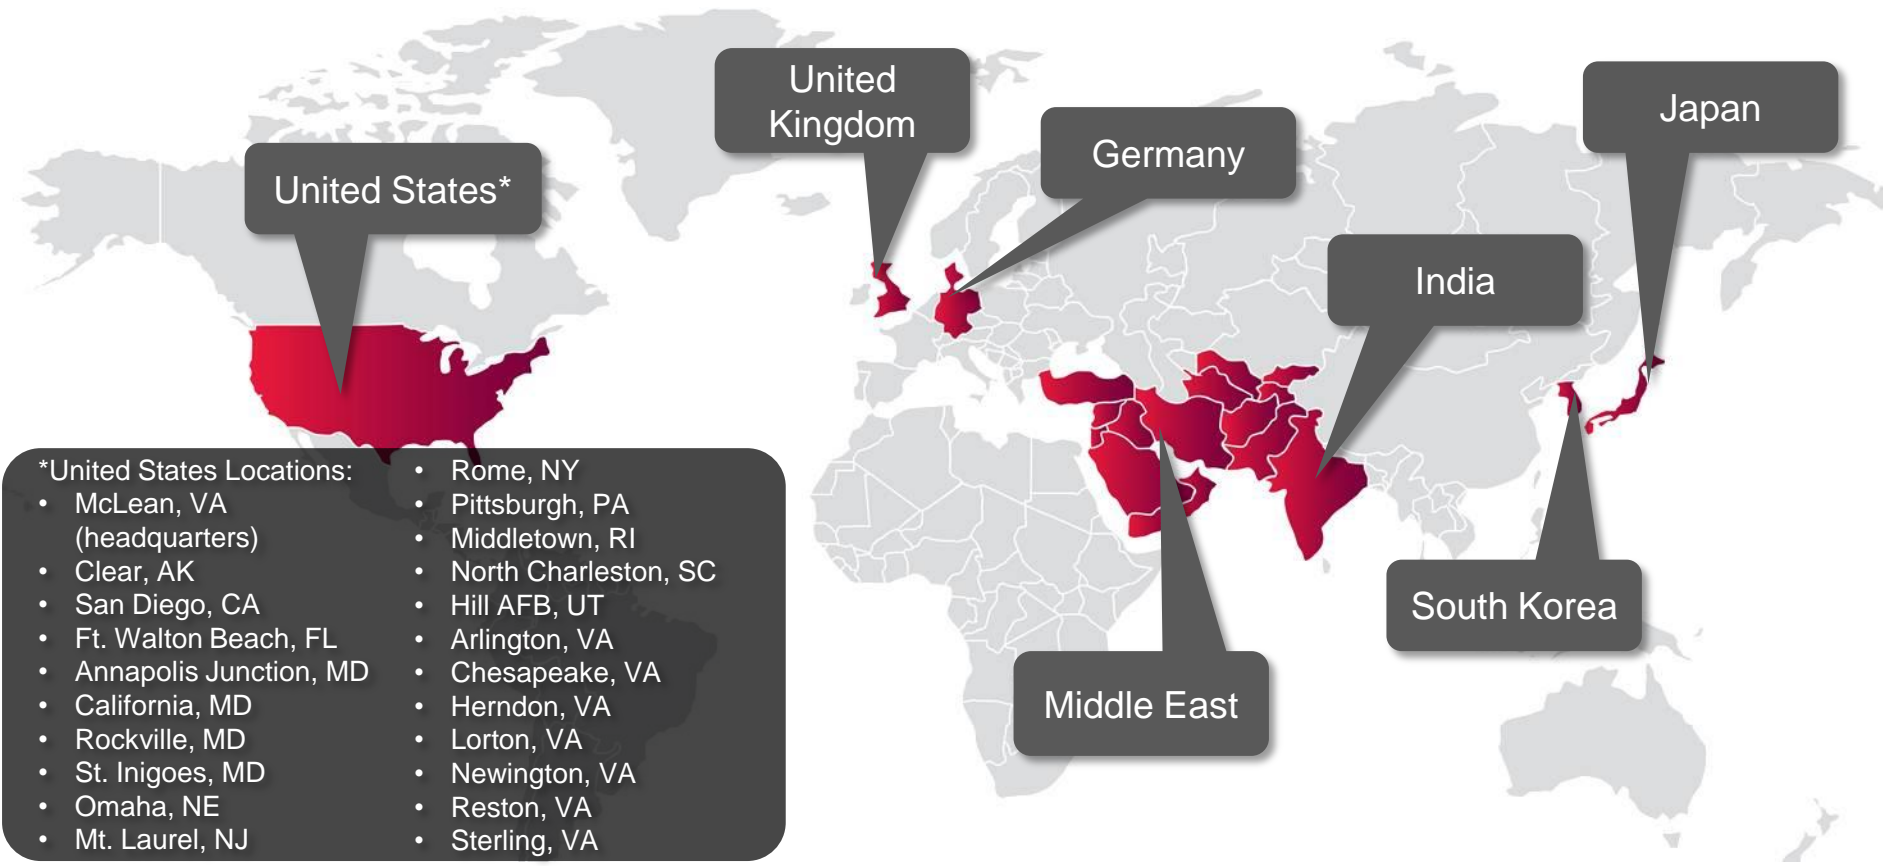 United
Kingdom
Japan
Germany
United States*
India
South Korea
Middle East
*United States Locations:
• McLean, VA
(headquarters)
• Clear, AK
• San Diego, CA
• Ft. Walton Beach, FL
• Annapolis Junction, MD
• California, MD
• Rockville, MD
• St. Inigoes, MD
• Omaha, NE
• Mt. Laurel, NJ
• Rome, NY
• Pittsburgh, PA
• Middletown, RI
• North Charleston, SC
• Hill AFB, UT
• Arlington, VA
• Chesapeake, VA
• Herndon, VA
• Lorton, VA
• Newington, VA
• Reston, VA
• Sterling, VA